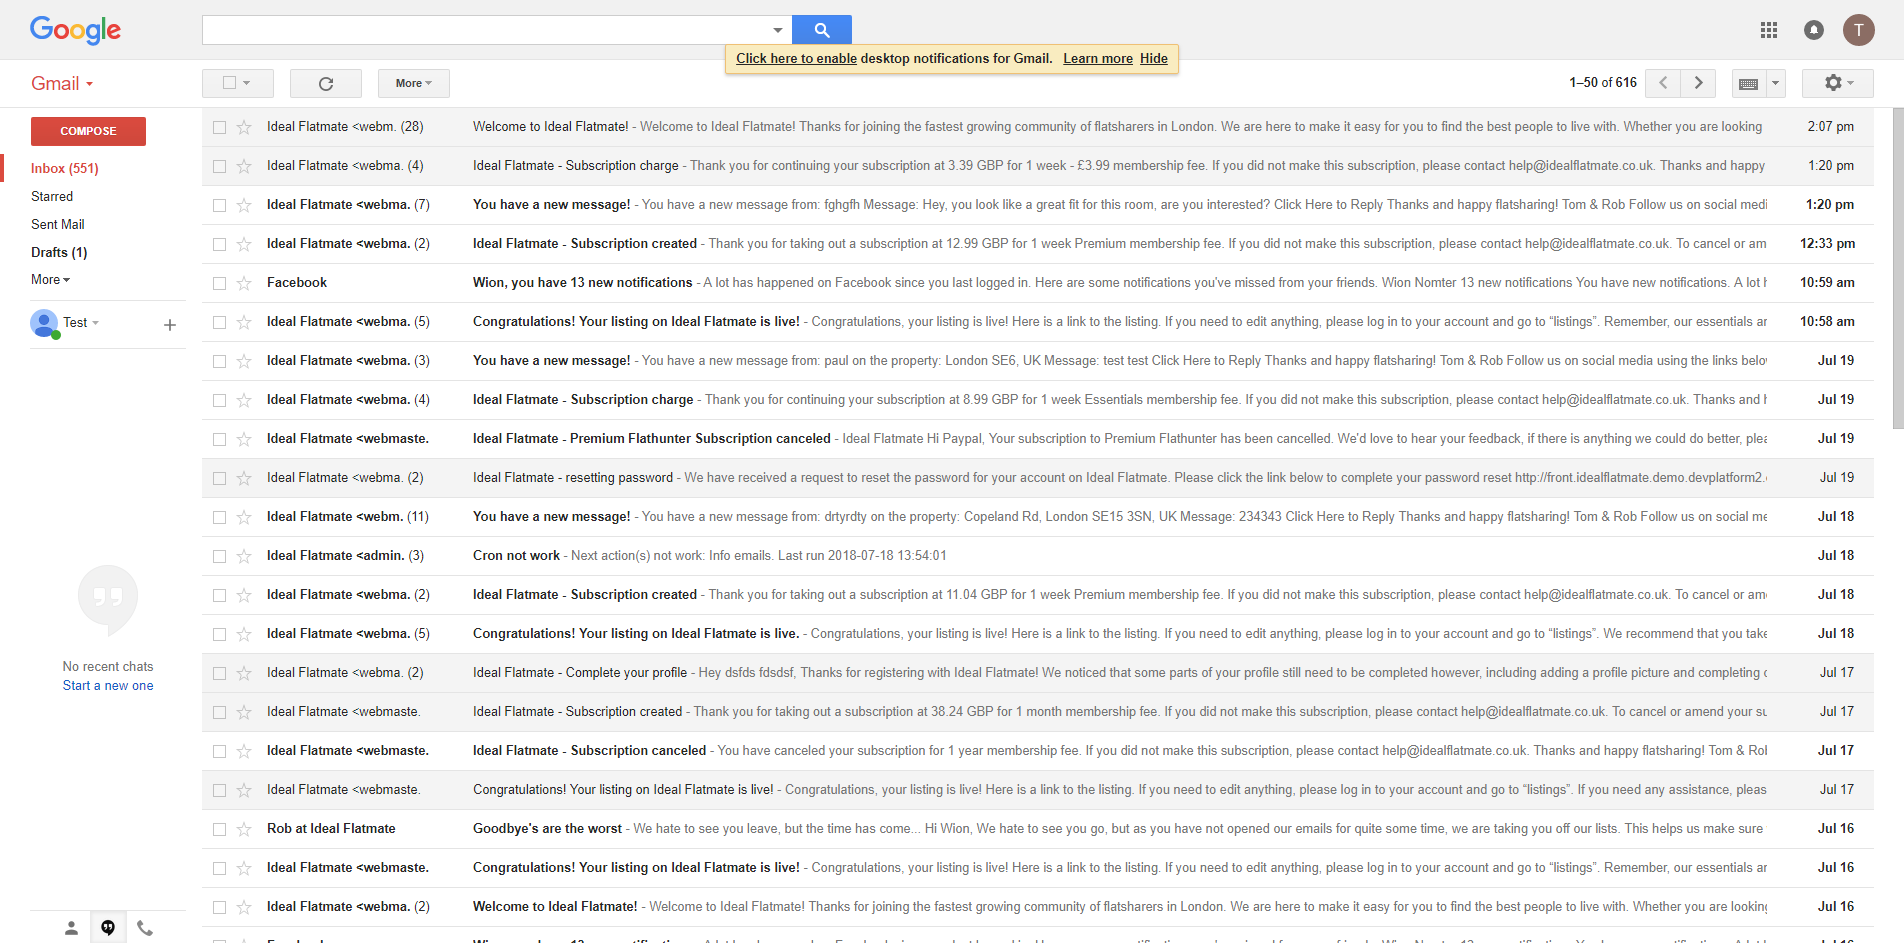 Google
Click here to enable desktop notifications for Gmail. Learn more Hide
T
Gmail
More
1–50 of 616
COMPOSE
Inbox (551)
Starred
Sent Mail
Drafts (1)
More
Test
No recent chats
Start a new one
Ideal Flatmate <webm. (28) Welcome to Ideal Flatmate! - Welcome to Ideal Flatmate! Thanks for joining the fastest growing community of flatsharers in London. We are here to make it easy for you to find the best people to live with. Whether you are looking 2:07 pm
Ideal Flatmate <webma. (4) Ideal Flatmate - Subscription charge - Thank you for continuing your subscription at 3.39 GBP for 1 week - £3.99 membership fee. If you did not make this subscription, please contact help@idealflatmate.co.uk. Thanks and happy 1:20 pm
Ideal Flatmate <webma. (7) You have a new message! - You have a new message from: fghgfh Message: Hey, you look like a great fit for this room, are you interested? Click Here to Reply Thanks and happy flatsharing! Tom & Rob Follow us on social medi 1:20 pm
Ideal Flatmate <webma. (2) Ideal Flatmate - Subscription created - Thank you for taking out a subscription at 12.99 GBP for 1 week Premium membership fee. If you did not make this subscription, please contact help@idealflatmate.co.uk. To cancel or am 12:33 pm
Facebook Wion, you have 13 new notifications - A lot has happened on Facebook since you last logged in. Here are some notifications you've missed from your friends. Wion Nomter 13 new notifications You have new notifications. A lot h 10:59 am
Ideal Flatmate <webma. (5) Congratulations! Your listing on Ideal Flatmate is live! - Congratulations, your listing is live! Here is a link to the listing. If you need to edit anything, please log in to your account and go to “listings”. Remember, our essentials ar 10:58 am
Ideal Flatmate <webma. (3) You have a new message! - You have a new message from: paul on the property: London SE6, UK Message: test test Click Here to Reply Thanks and happy flatsharing! Tom & Rob Follow us on social media using the links below Jul 19
Ideal Flatmate <webma. (4) Ideal Flatmate - Subscription charge - Thank you for continuing your subscription at 8.99 GBP for 1 week Essentials membership fee. If you did not make this subscription, please contact help@idealflatmate.co.uk. Thanks and h Jul 19
Ideal Flatmate <webmaste. Ideal Flatmate - Premium Flathunter Subscription canceled - Ideal Flatmate Hi Paypal, Your subscription to Premium Flathunter has been cancelled. We'd love to hear your feedback, if there is anything we could do better, plea Jul 19
Ideal Flatmate <webma. (2) Ideal Flatmate - resetting password - We have received a request to reset the password for your account on Ideal Flatmate. Please click the link below to complete your password reset http://front.idealflatmate.demo.devplatform2. Jul 19
Ideal Flatmate <webm. (11) You have a new message! - You have a new message from: drtyrdty on the property: Copeland Rd, London SE15 3SN, UK Message: 234343 Click Here to Reply Thanks and happy flatsharing! Tom & Rob Follow us on social me Jul 18
Ideal Flatmate <admin. (3) Cron not work - Next action(s) not work: Info emails. Last run 2018-07-18 13:54:01 Jul 18
Ideal Flatmate <webma. (2) Ideal Flatmate - Subscription created - Thank you for taking out a subscription at 11.04 GBP for 1 week Premium membership fee. If you did not make this subscription, please contact help@idealflatmate.co.uk. To cancel or am Jul 18
Ideal Flatmate <webma. (5) Congratulations! Your listing on Ideal Flatmate is live. - Congratulations, your listing is live! Here is a link to the listing. If you need to edit anything, please log in to your account and go to “listings”. We recommend that you take Jul 18
Ideal Flatmate <webma. (2) Ideal Flatmate - Complete your profile - Hey dsfds fdsdsf, Thanks for registering with Ideal Flatmate! We noticed that some parts of your profile still need to be completed however, including adding a profile picture and completing Jul 17
Ideal Flatmate <webmaste. Ideal Flatmate - Subscription created - Thank you for taking out a subscription at 38.24 GBP for 1 month membership fee. If you did not make this subscription, please contact help@idealflatmate.co.uk. To cancel or amend your su Jul 17
Ideal Flatmate <webmaste. Ideal Flatmate - Subscription canceled - You have canceled your subscription for 1 year membership fee. If you did not make this subscription, please contact help@idealflatmate.co.uk. Thanks and happy flatsharing! Tom & Rob Jul 17
Ideal Flatmate <webmaste. Congratulations! Your listing on Ideal Flatmate is live! - Congratulations, your listing is live! Here is a link to the listing. If you need to edit anything, please log in to your account and go to “listings”. If you need any assistance, pleas Jul 17
Rob at Ideal Flatmate Goodbye's are the worst - We hate to see you leave, but the time has come... Hi Wion, We hate to see you go, but as you have not opened our emails for quite some time, we are taking you off our lists. This helps us make sure Jul 16
Ideal Flatmate <webmaste. Congratulations! Your listing on Ideal Flatmate is live! - Congratulations, your listing is live! Here is a link to the listing. If you need to edit anything, please log in to your account and go to “listings”. Remember, our essentials ar Jul 16
Ideal Flatmate <webma. (2) Welcome to Ideal Flatmate! - Welcome to Ideal Flatmate! Thanks for joining the fastest growing community of flatsharers in London. We are here to make it easy for you to find the best people to live with. Whether you are looking Jul 16